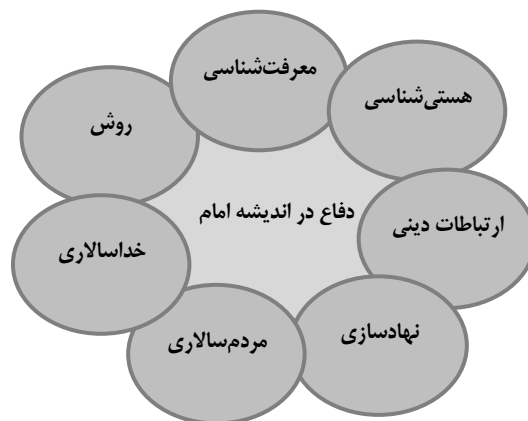 معرفت‌شناسی
هستی‌شناسی
روش
ارتباطات دینی
دفاع در اندیشه امام
خداسالاری
نهادسازی
مردم‌سالاری